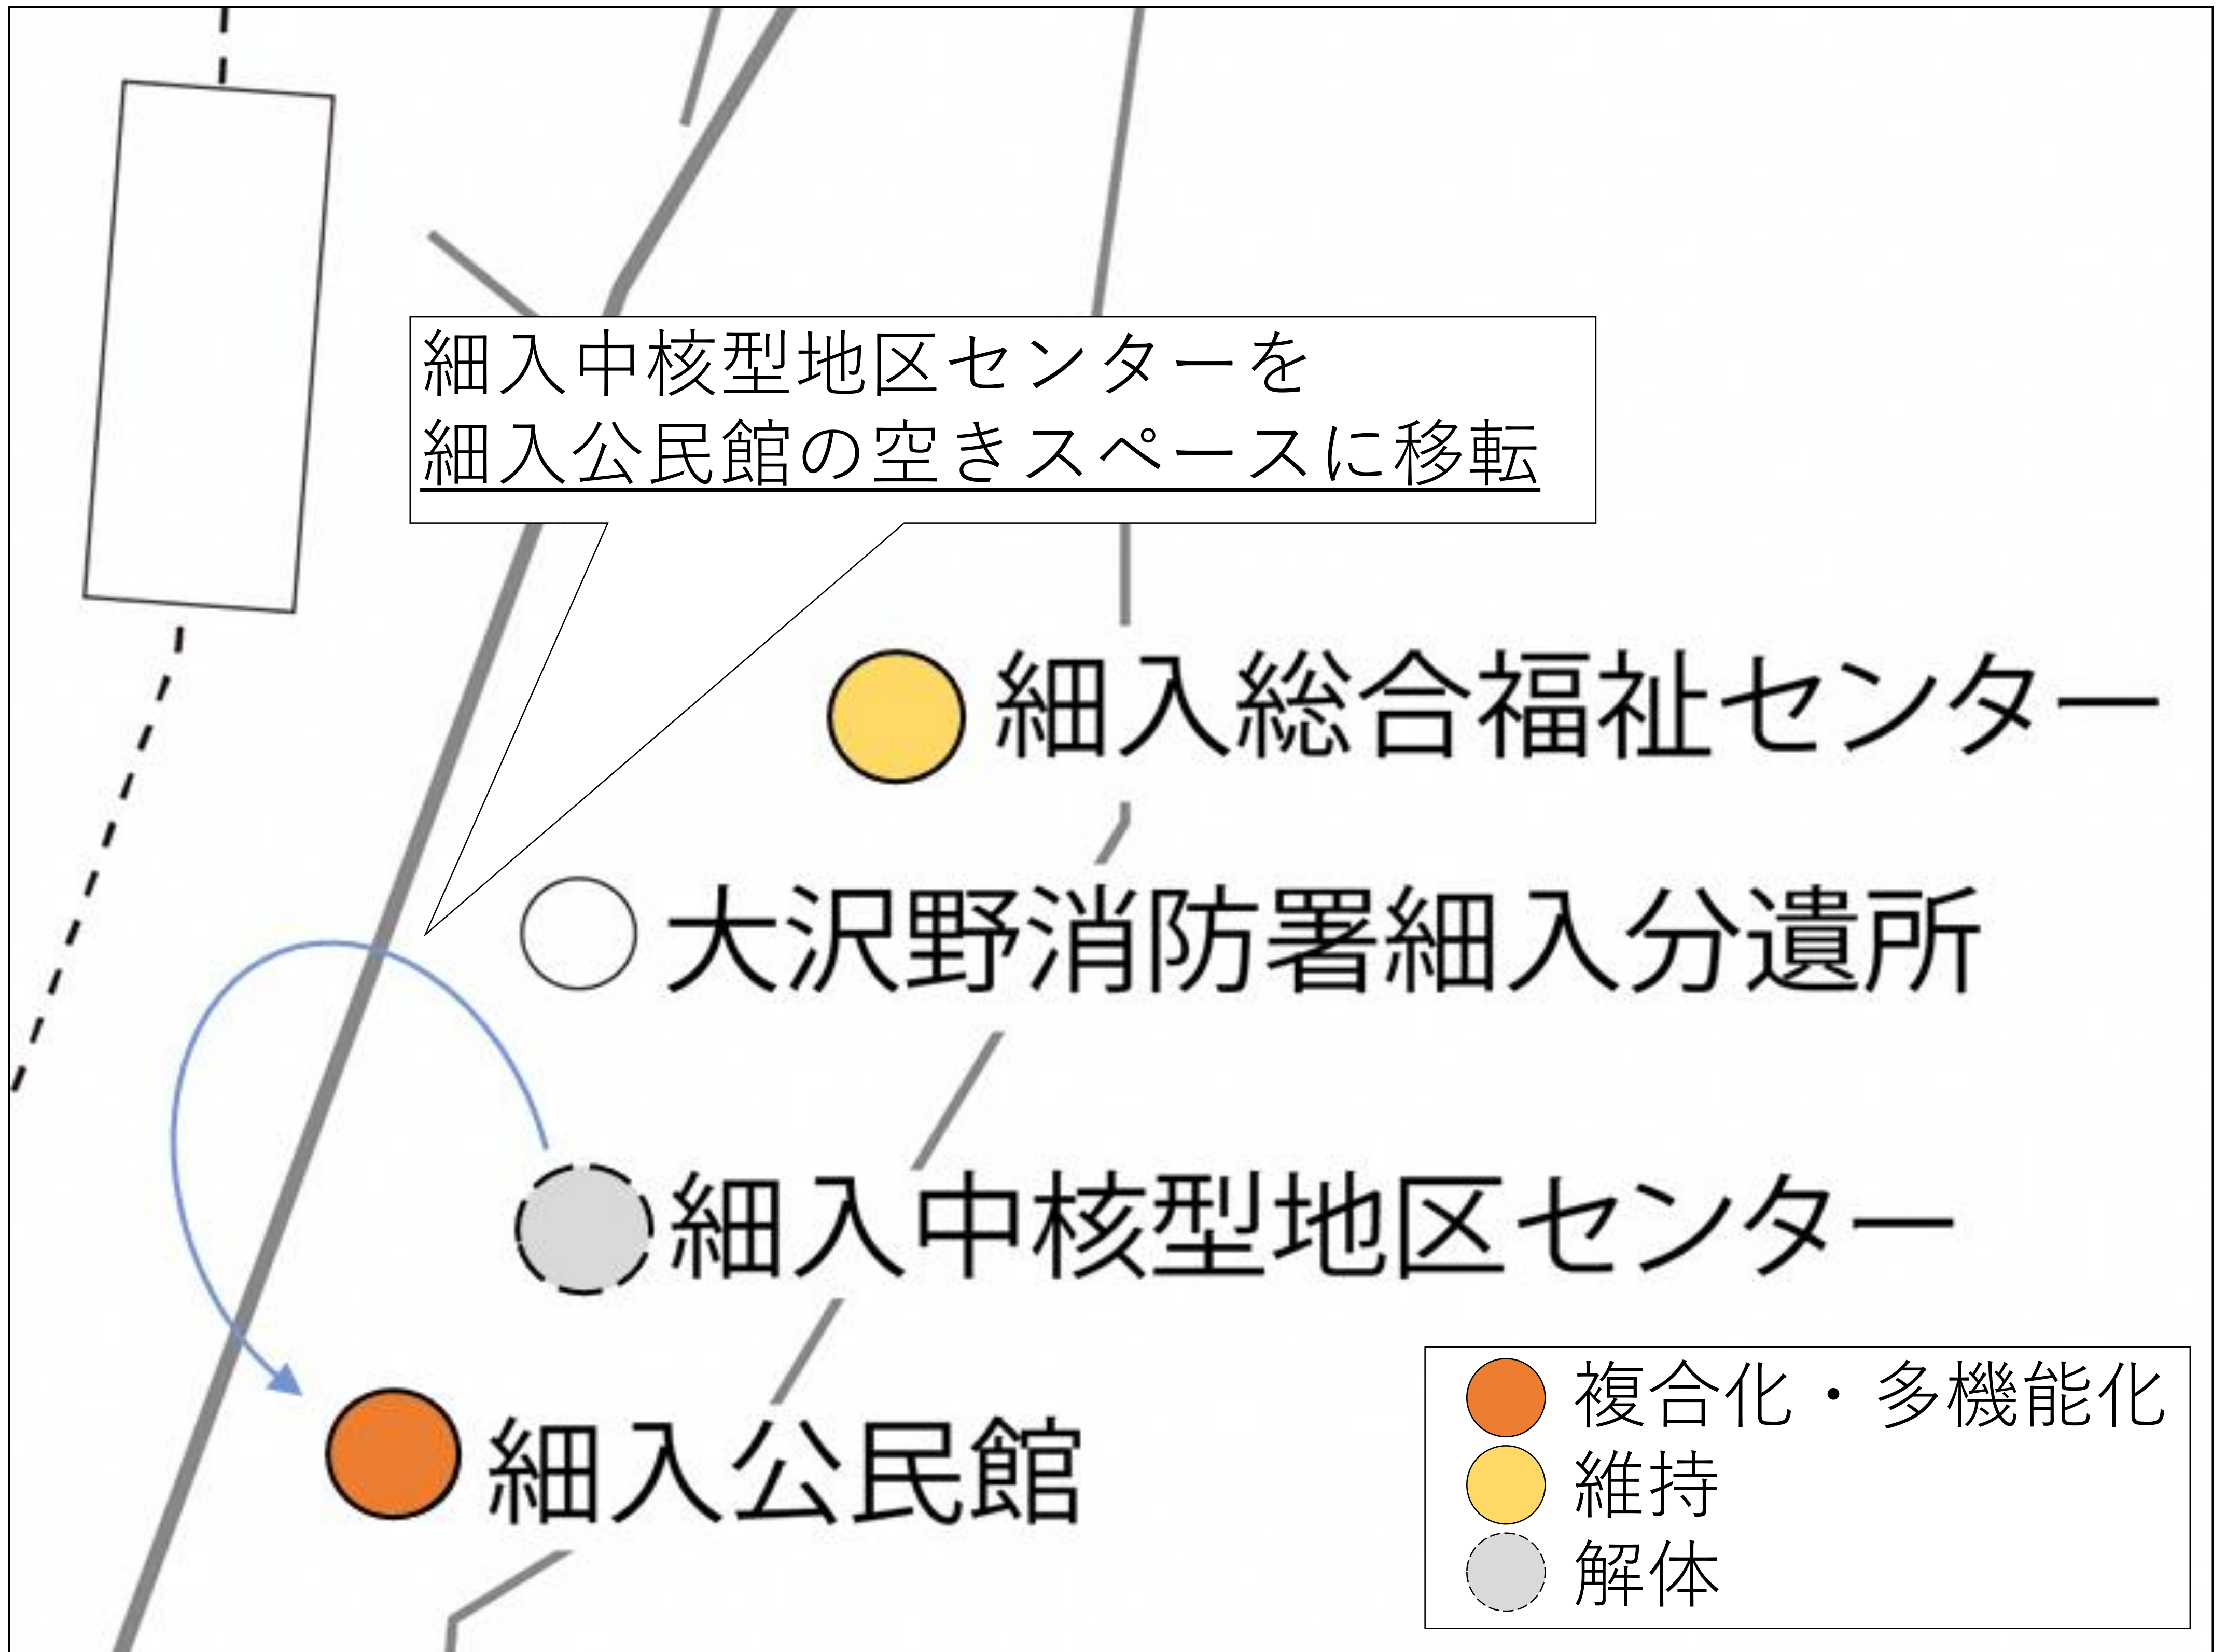 細入中核型地区センターを
細入公民館の空きスペースに移転
細入総合福祉センター
大沢野消防署細入分遣所
細入中核型地区センター
細入公民館
複合化・多機能化
維持
解体